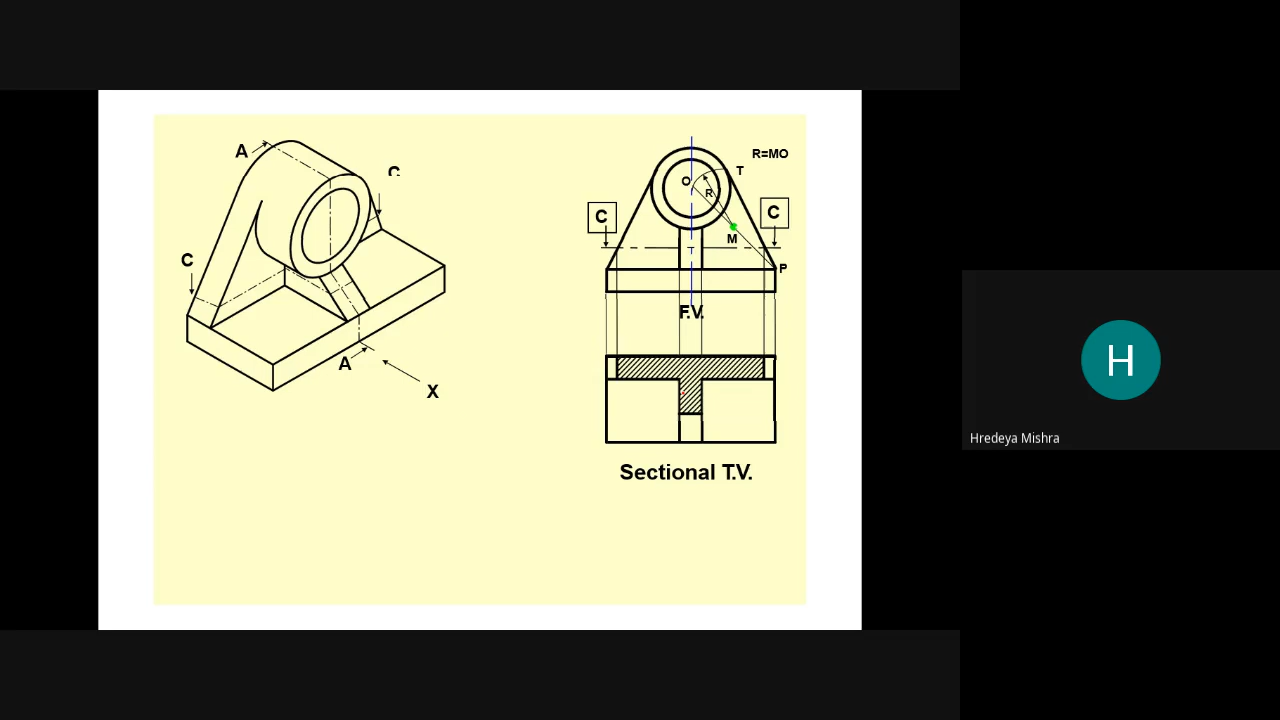 A
C
C
A
X
R=MO
O
T
R
C
C
M
P
F.V.
Sectional T.V.
H
Hredeya Mishra